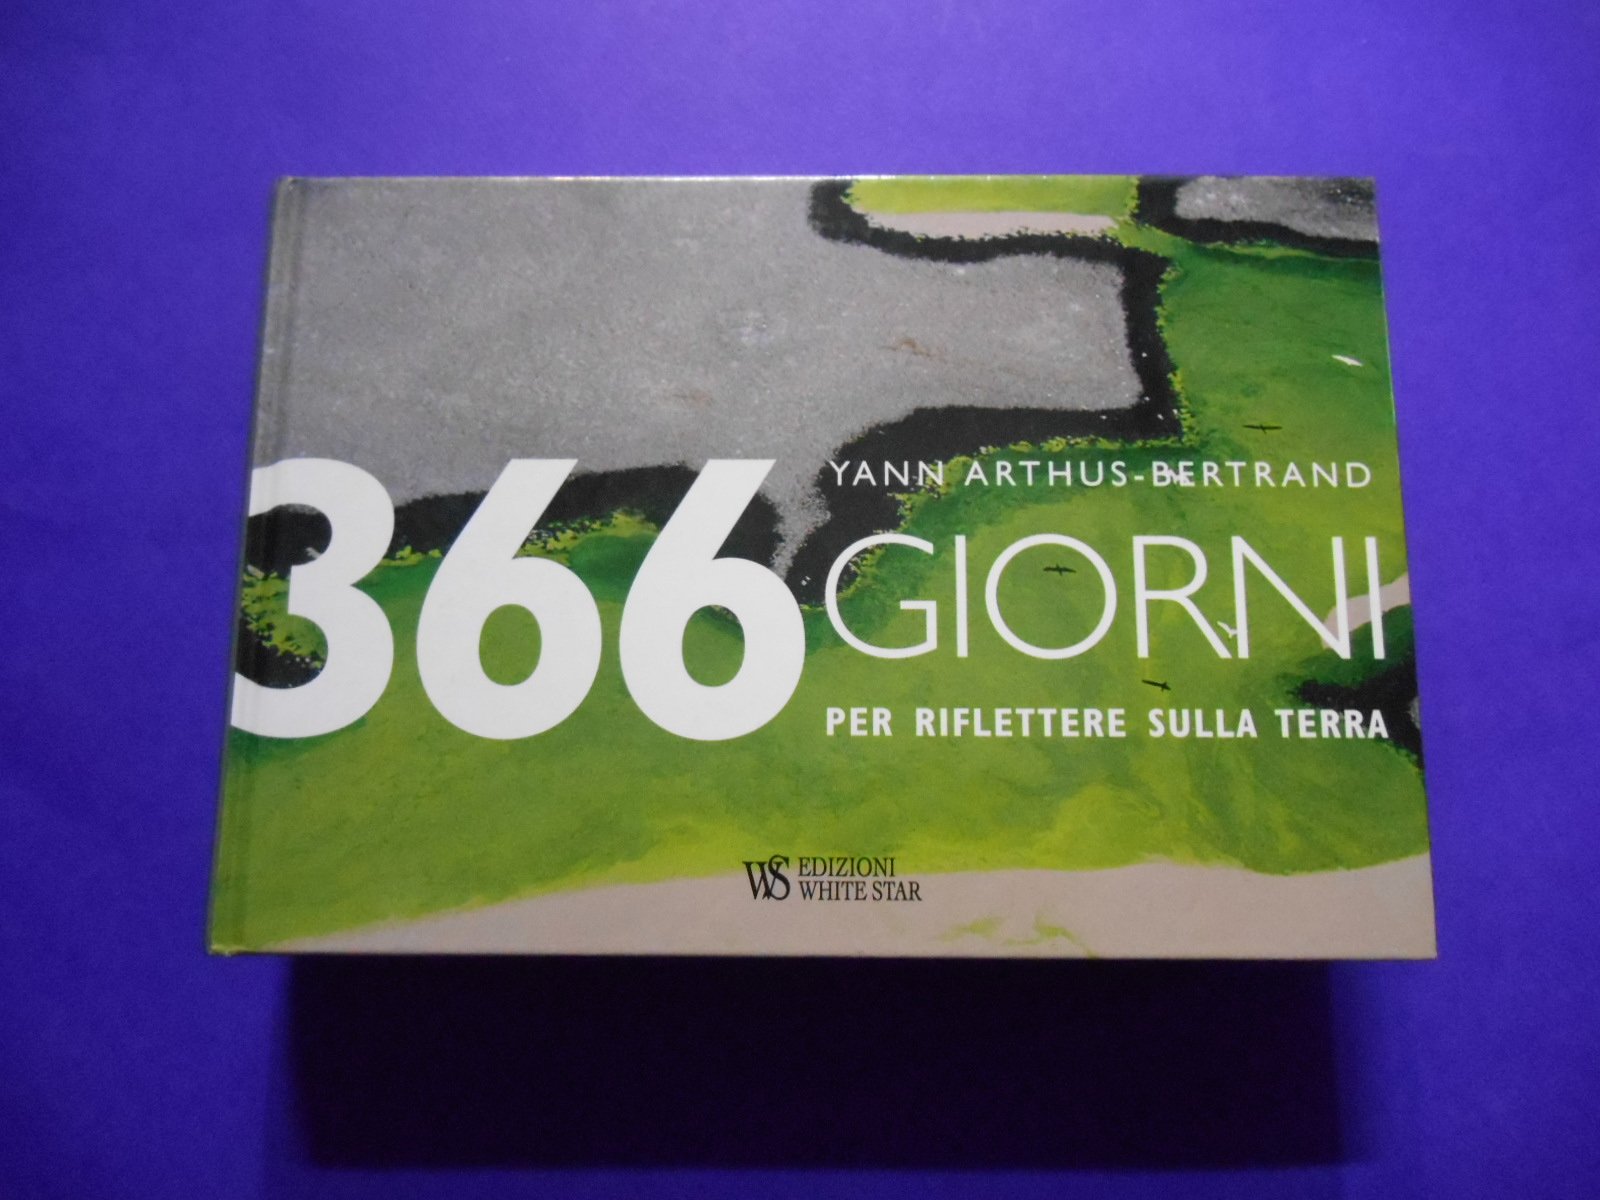 366
YANN ARTHUS-BERTRAND
GIORNI
PER RIFLETTERE SULLA TERRA
WS EDIZIONI
WHITE STAR